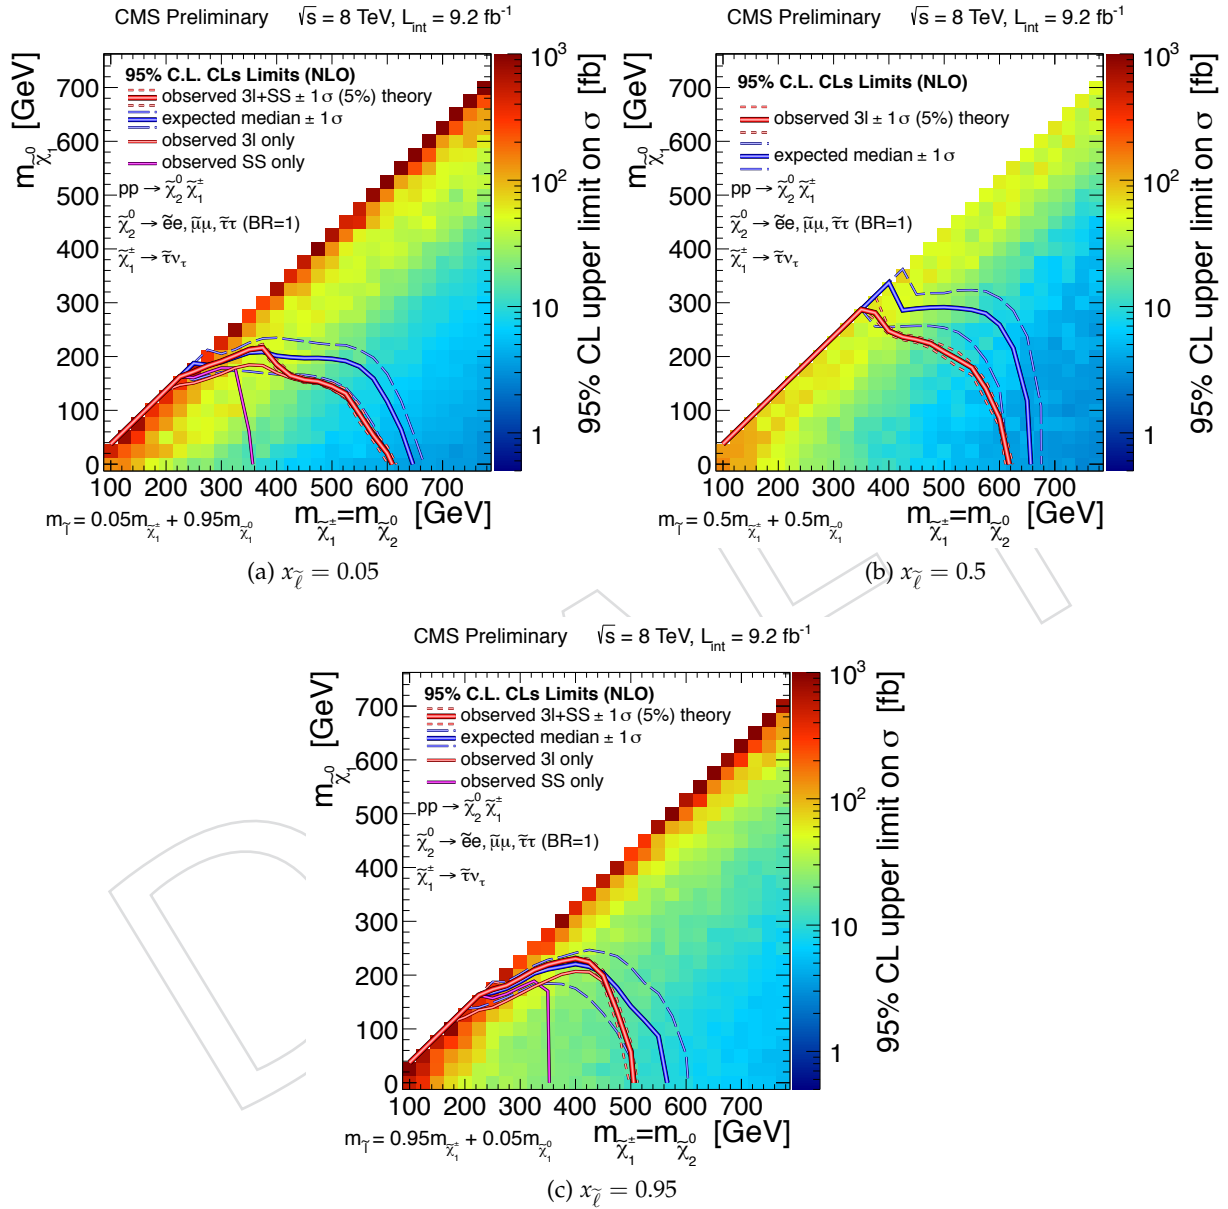 CMS Preliminary √s = 8 TeV, L_int = 9.2 fb⁻¹
95% C.L. CLs Limits (NLO)
observed 3l+SS ± 1σ (5%) theory
expected median ± 1σ
observed 3l only
observed SS only
pp → χ̃₂⁰ χ̃₁±
χ̃₂⁰ → ẽe, μ̃μ, τ̃τ (BR=1)
χ̃₁± → τ̃ν_τ
m_χ̃₁⁰ [GeV]
700
600
500
400
300
200
100
0
100 200 300 400 500 600 700
m_l̃ = 0.05m_χ̃₁± + 0.95m_χ̃₁⁰
m_χ̃₁±=m_χ̃₂⁰ [GeV]
10³
10²
10
1
95% CL upper limit on σ [fb]
(a) x_ℓ̃ = 0.05
CMS Preliminary √s = 8 TeV, L_int = 9.2 fb⁻¹
95% C.L. CLs Limits (NLO)
observed 3l ± 1σ (5%) theory
expected median ± 1σ
pp → χ̃₂⁰ χ̃₁±
χ̃₂⁰ → ẽe, μ̃μ, τ̃τ (BR=1)
χ̃₁± → τ̃ν_τ
m_χ̃₁⁰ [GeV]
700
600
500
400
300
200
100
0
100 200 300 400 500 600 700
m_l̃ = 0.5m_χ̃₁± + 0.5m_χ̃₁⁰
m_χ̃₁±=m_χ̃₂⁰ [GeV]
10³
10²
10
1
95% CL upper limit on σ [fb]
(b) x_ℓ̃ = 0.5
CMS Preliminary √s = 8 TeV, L_int = 9.2 fb⁻¹
95% C.L. CLs Limits (NLO)
observed 3l+SS ± 1σ (5%) theory
expected median ± 1σ
observed 3l only
observed SS only
pp → χ̃₂⁰ χ̃₁±
χ̃₂⁰ → ẽe, μ̃μ, τ̃τ (BR=1)
χ̃₁± → τ̃ν_τ
m_χ̃₁⁰ [GeV]
700
600
500
400
300
200
100
0
100 200 300 400 500 600 700
m_l̃ = 0.95m_χ̃₁± + 0.05m_χ̃₁⁰
m_χ̃₁±=m_χ̃₂⁰ [GeV]
10³
10²
10
1
95% CL upper limit on σ [fb]
(c) x_ℓ̃ = 0.95